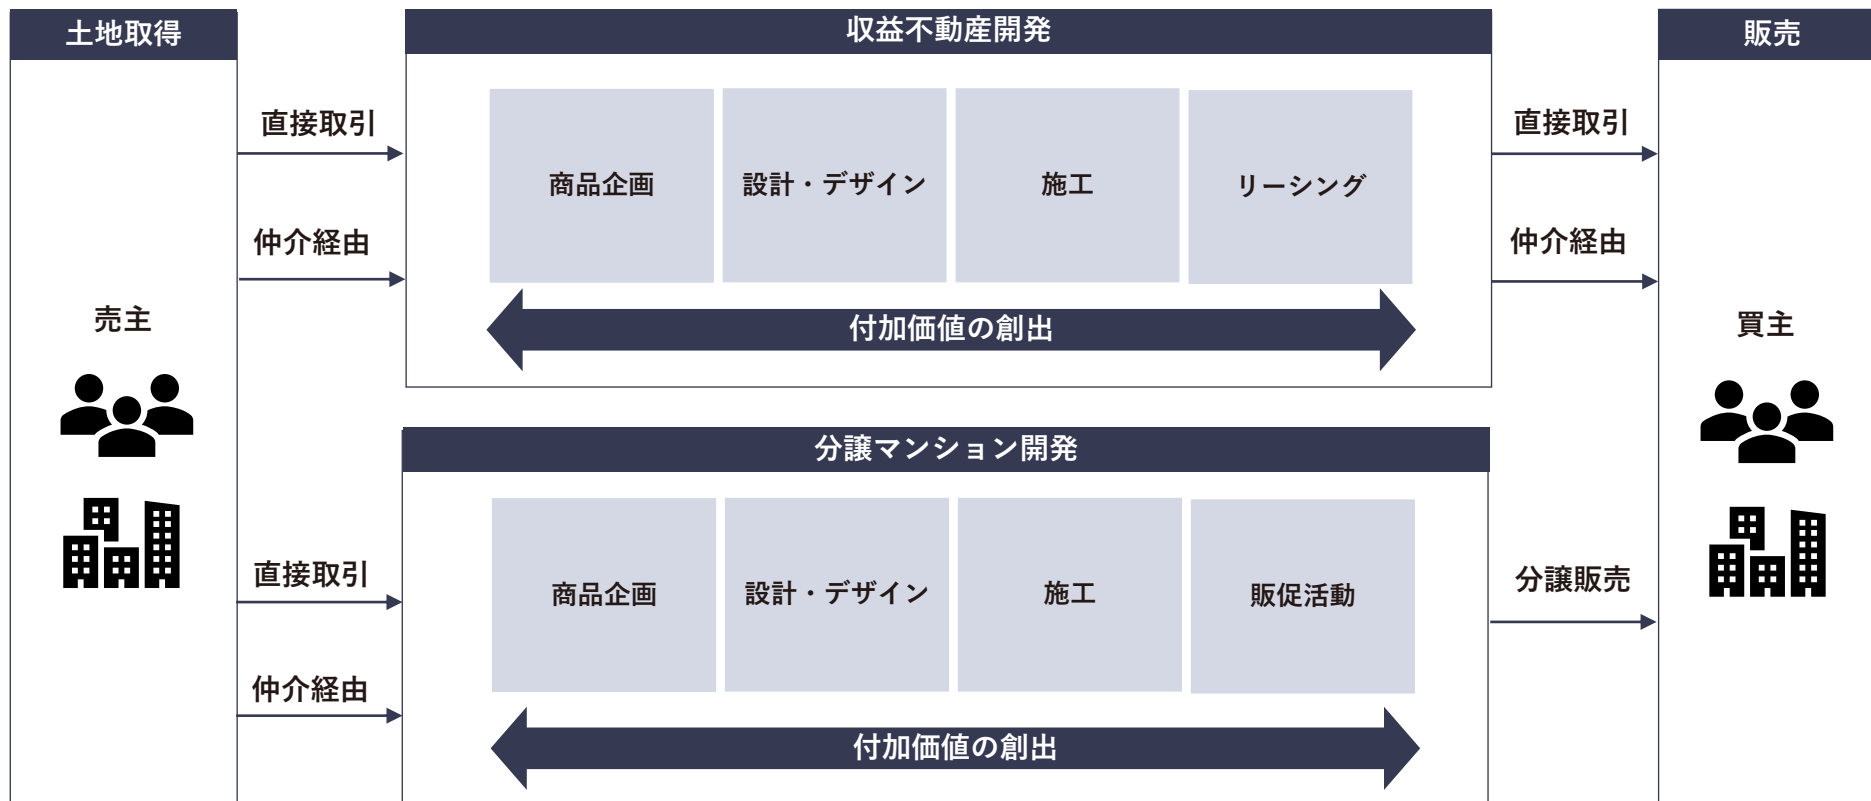 土地取得
売主
直接取引
仲介経由
収益不動産開発
商品企画
設計・デザイン
施工
リーシング
付加価値の創出
直接取引
仲介経由
直接取引
仲介経由
分譲マンション開発
商品企画
設計・デザイン
施工
販促活動
付加価値の創出
分譲販売
販売
買主